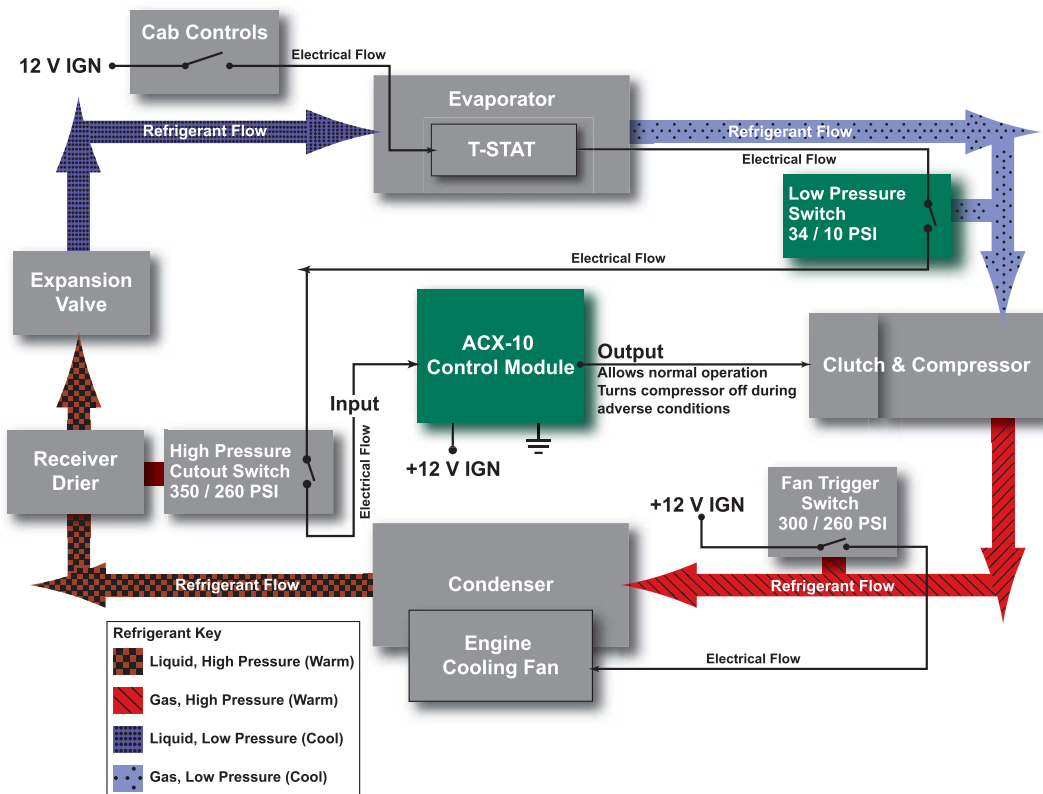 Cab Controls
12 V IGN
Electrical Flow
Evaporator
T-STAT
Refrigerant Flow
Refrigerant Flow
Electrical Flow
Low Pressure
Switch
34 / 10 PSI
Electrical Flow
Expansion
Valve
ACX-10
Control Module
Output
Allows normal operation
Turns compressor off during
adverse conditions
Clutch & Compressor
Input
Electrical Flow
+12 V IGN
Receiver
Drier
High Pressure
Cutout Switch
350 / 260 PSI
Fan Trigger
Switch
300 / 260 PSI
+12 V IGN
Refrigerant Flow
Condenser
Refrigerant Flow
Engine
Cooling Fan
Electrical Flow
Refrigerant Key
Liquid, High Pressure (Warm)
Gas, High Pressure (Warm)
Liquid, Low Pressure (Cool)
Gas, Low Pressure (Cool)